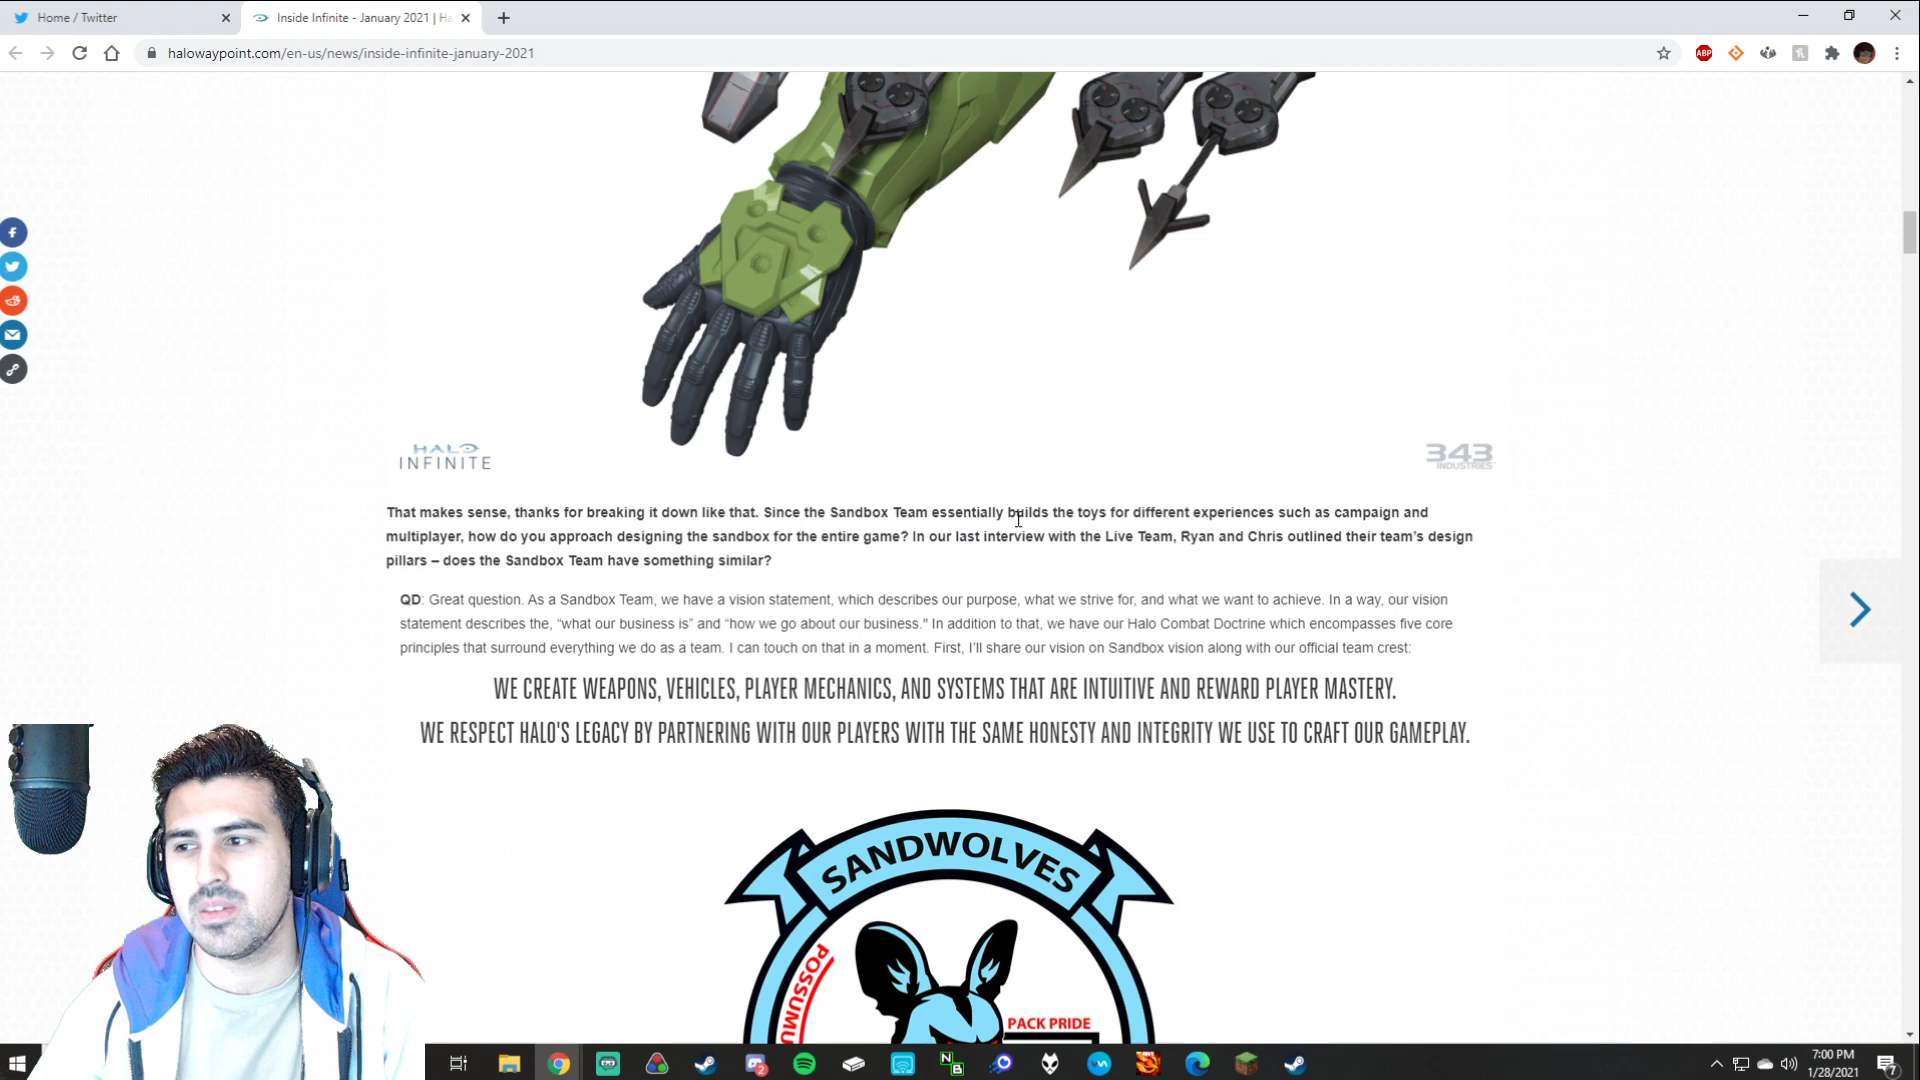 Home / Twitter
Inside Infinite - January 2021 | Ha
halowaypoint.com/en-us/news/inside-infinite-january-2021
ABP
HALO
INFINITE
343
INDUSTRIES
That makes sense, thanks for breaking it down like that. Since the Sandbox Team essentially builds the toys for different experiences such as campaign and
multiplayer, how do you approach designing the sandbox for the entire game? In our last interview with the Live Team, Ryan and Chris outlined their team's design
pillars – does the Sandbox Team have something similar?
QD: Great question. As a Sandbox Team, we have a vision statement, which describes our purpose, what we strive for, and what we want to achieve. In a way, our vision
statement describes the, “what our business is” and “how we go about our business." In addition to that, we have our Halo Combat Doctrine which encompasses five core
principles that surround everything we do as a team. I can touch on that in a moment. First, I’ll share our vision on Sandbox vision along with our official team crest:
WE CREATE WEAPONS, VEHICLES, PLAYER MECHANICS, AND SYSTEMS THAT ARE INTUITIVE AND REWARD PLAYER MASTERY.
WE RESPECT HALO'S LEGACY BY PARTNERING WITH OUR PLAYERS WITH THE SAME HONESTY AND INTEGRITY WE USE TO CRAFT OUR GAMEPLAY.
SANDWOLVES
POSSUMU
PACK PRIDE
2
N
B
7:00 PM
1/28/2021
7